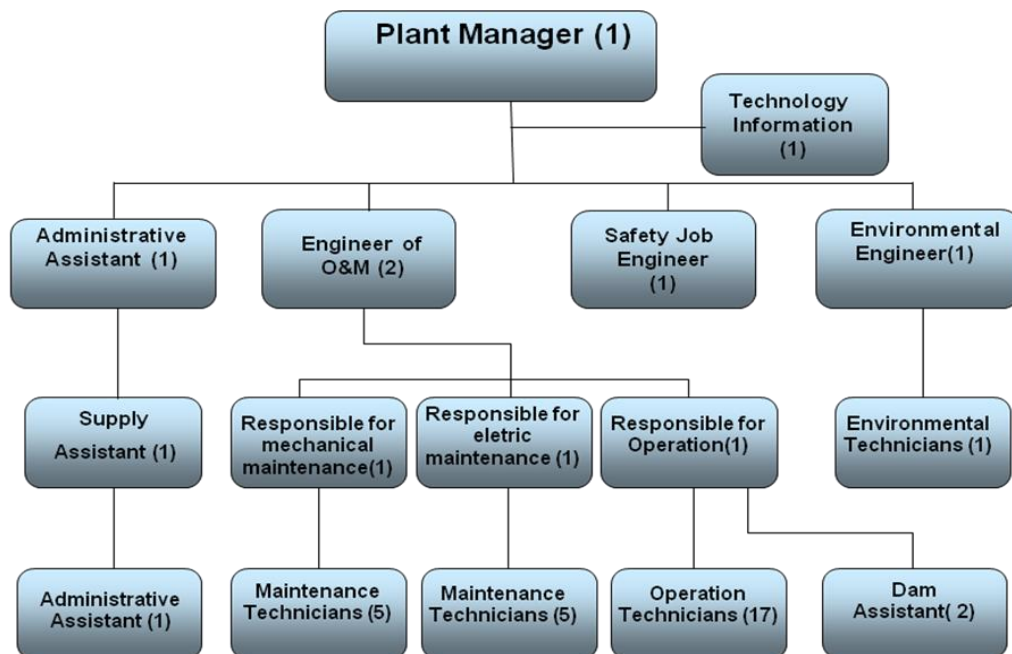 Plant Manager (1)
Technology
Information
(1)
Administrative
Assistant (1)
Engineer of
O&M (2)
Safety Job
Engineer
(1)
Environmental
Engineer(1)
Supply
Assistant (1)
Responsible for
mechanical
maintenance(1)
Responsible for
eletric
maintenance (1)
Responsible for
Operation(1)
Environmental
Technicians (1)
Administrative
Assistant (1)
Maintenance
Technicians (5)
Maintenance
Technicians (5)
Operation
Technicians (17)
Dam
Assistant( 2)